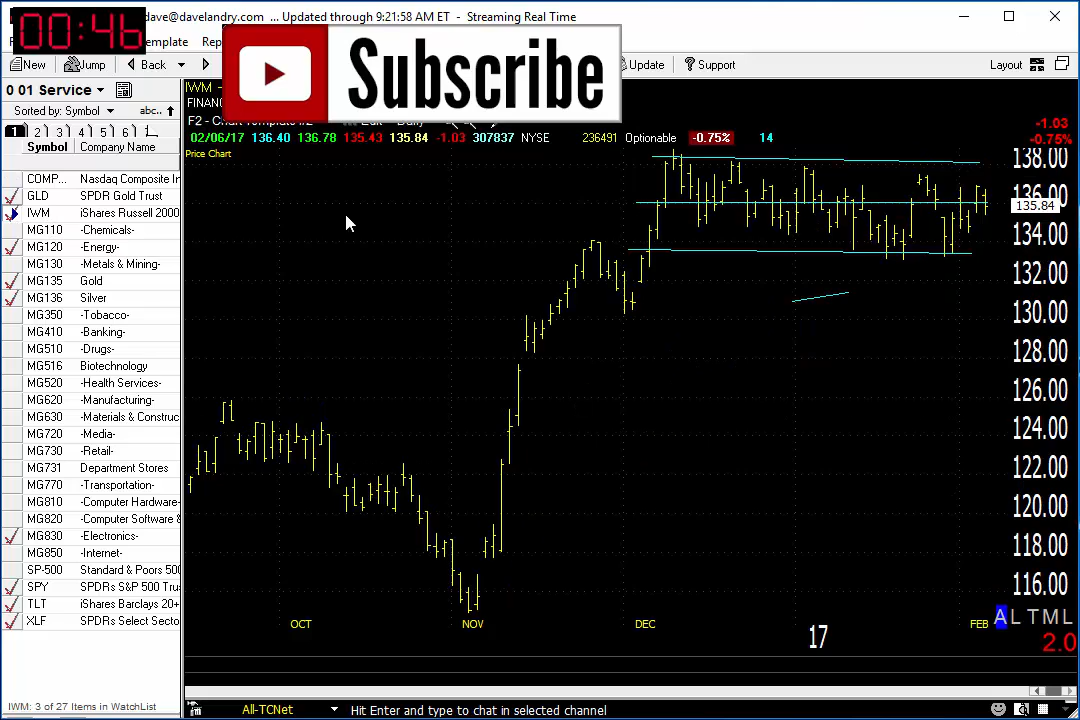 00:46
dave@davelandry.com ... Updated through 9:21:58 AM ET - Streaming Real Time
emplate Rep
New Jump Back Update Support Layout
Subscribe
0 01 Service
Sorted by: Symbol abc..
1 2 3 4 5 6
Symbol Company Name
COMP... Nasdaq Composite In
GLD SPDR Gold Trust
IWM iShares Russell 2000
MG110 -Chemicals-
MG120 -Energy-
MG130 -Metals & Mining-
MG135 Gold
MG136 Silver
MG350 -Tobacco-
MG410 -Banking-
MG510 -Drugs-
MG516 Biotechnology
MG520 -Health Services-
MG620 -Manufacturing-
MG630 -Materials & Construc
MG720 -Media-
MG730 -Retail-
MG731 Department Stores
MG770 -Transportation-
MG810 -Computer Hardware-
MG820 -Computer Software &
MG830 -Electronics-
MG850 -Internet-
SP-500 Standard & Poors 500
SPY SPDRs S&P 500 Tru
TLT iShares Barclays 20+
XLF SPDRs Select Secto
IWM: 3 of 27 Items in WatchList
IWM -
FINANC
02/06/17 136.40 136.78 135.43 135.84 -1.03 307837 NYSE 236491 Optionable -0.75% 14
Price Chart
-1.03
-0.75%
138.00
136.00
135.84
134.00
132.00
130.00
128.00
126.00
124.00
122.00
120.00
118.00
116.00
OCT NOV DEC 17 FEB
A L T M L
2.0
All-TCNet Hit Enter and type to chat in selected channel